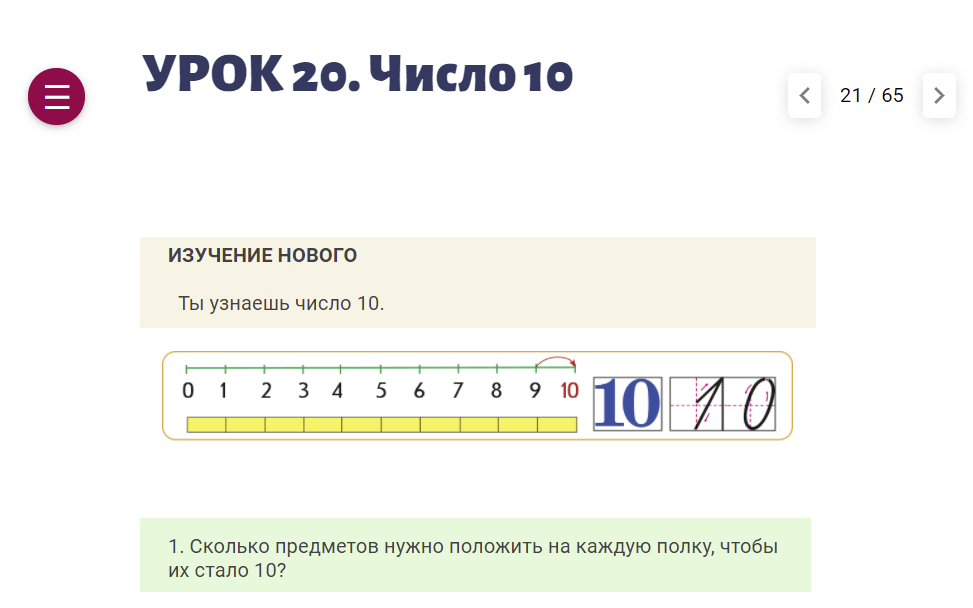 УРОК 20. Число 10
21 / 65
ИЗУЧЕНИЕ НОВОГО
Ты узнаешь число 10.
0 1 2 3 4 5 6 7 8 9 10
10 10
1. Сколько предметов нужно положить на каждую полку, чтобы
их стало 10?